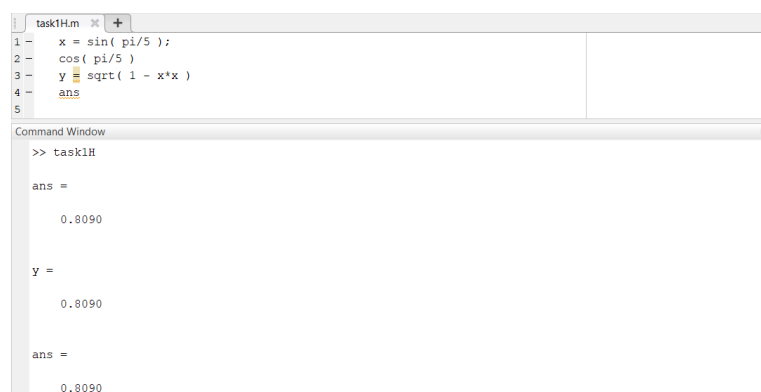 task1H.m × +
1 – x = sin( pi/5 );
2 – cos( pi/5 )
3 – y = sqrt( 1 - x*x )
4 – ans
5
Command Window
>> task1H
ans =
0.8090
y =
0.8090
ans =
0.8090